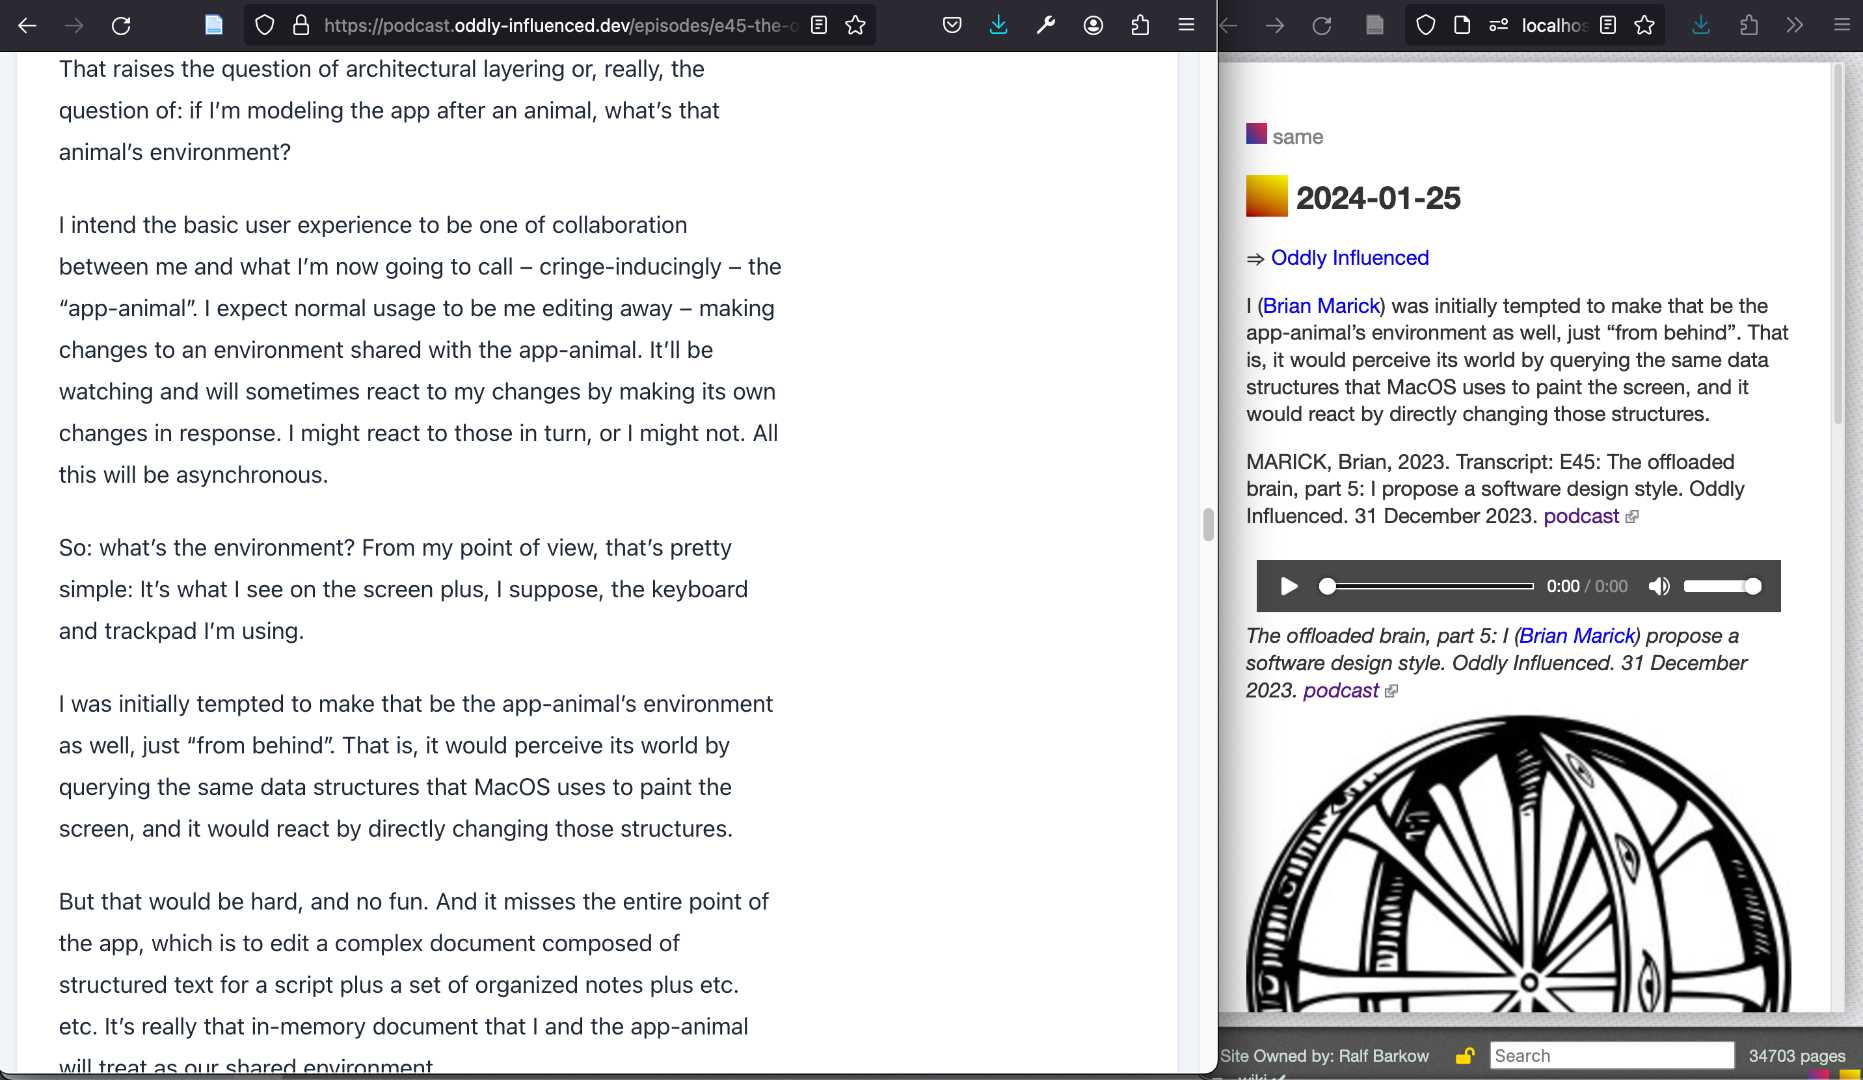 https://podcast.oddly-influenced.dev/episodes/e45-the-o
That raises the question of architectural layering or, really, the
question of: if I’m modeling the app after an animal, what’s that
animal’s environment?
I intend the basic user experience to be one of collaboration
between me and what I’m now going to call – cringe-inducingly – the
“app-animal”. I expect normal usage to be me editing away – making
changes to an environment shared with the app-animal. It’ll be
watching and will sometimes react to my changes by making its own
changes in response. I might react to those in turn, or I might not. All
this will be asynchronous.
So: what’s the environment? From my point of view, that’s pretty
simple: It’s what I see on the screen plus, I suppose, the keyboard
and trackpad I’m using.
I was initially tempted to make that be the app-animal’s environment
as well, just “from behind”. That is, it would perceive its world by
querying the same data structures that MacOS uses to paint the
screen, and it would react by directly changing those structures.
But that would be hard, and no fun. And it misses the entire point of
the app, which is to edit a complex document composed of
structured text for a script plus a set of organized notes plus etc.
etc. It’s really that in-memory document that I and the app-animal
will treat as our shared environment
localhos
same
2024-01-25
⇒ Oddly Influenced
I (Brian Marick) was initially tempted to make that be the
app-animal’s environment as well, just “from behind”. That
is, it would perceive its world by querying the same data
structures that MacOS uses to paint the screen, and it
would react by directly changing those structures.
MARICK, Brian, 2023. Transcript: E45: The offloaded
brain, part 5: I propose a software design style. Oddly
Influenced. 31 December 2023. podcast
0:00 / 0:00
The offloaded brain, part 5: I (Brian Marick) propose a
software design style. Oddly Influenced. 31 December
2023. podcast
Site Owned by: Ralf Barkow
Search
34703 pages
wiki